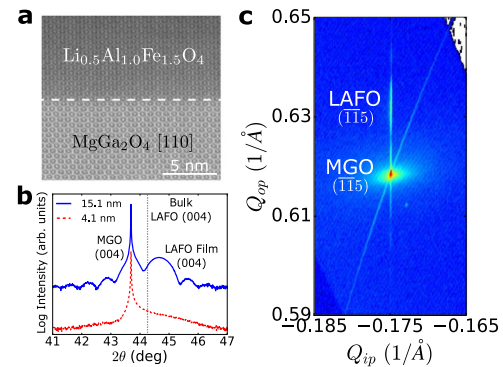 a
Li0.5Al1.0Fe1.5O4
MgGa2O4 [110]
5 nm
b
15.1 nm
4.1 nm
Bulk
LAFO (004)
MGO
(004)
LAFO Film
(004)
Log Intensity (arb. units)
41 42 43 44 45 46 47
2θ (deg)
c
0.65
0.63
0.61
0.59
Qop (1/Å)
LAFO
(1̅1̅5)
MGO
(1̅1̅5)
−0.185 −0.175 −0.165
Qip (1/Å)